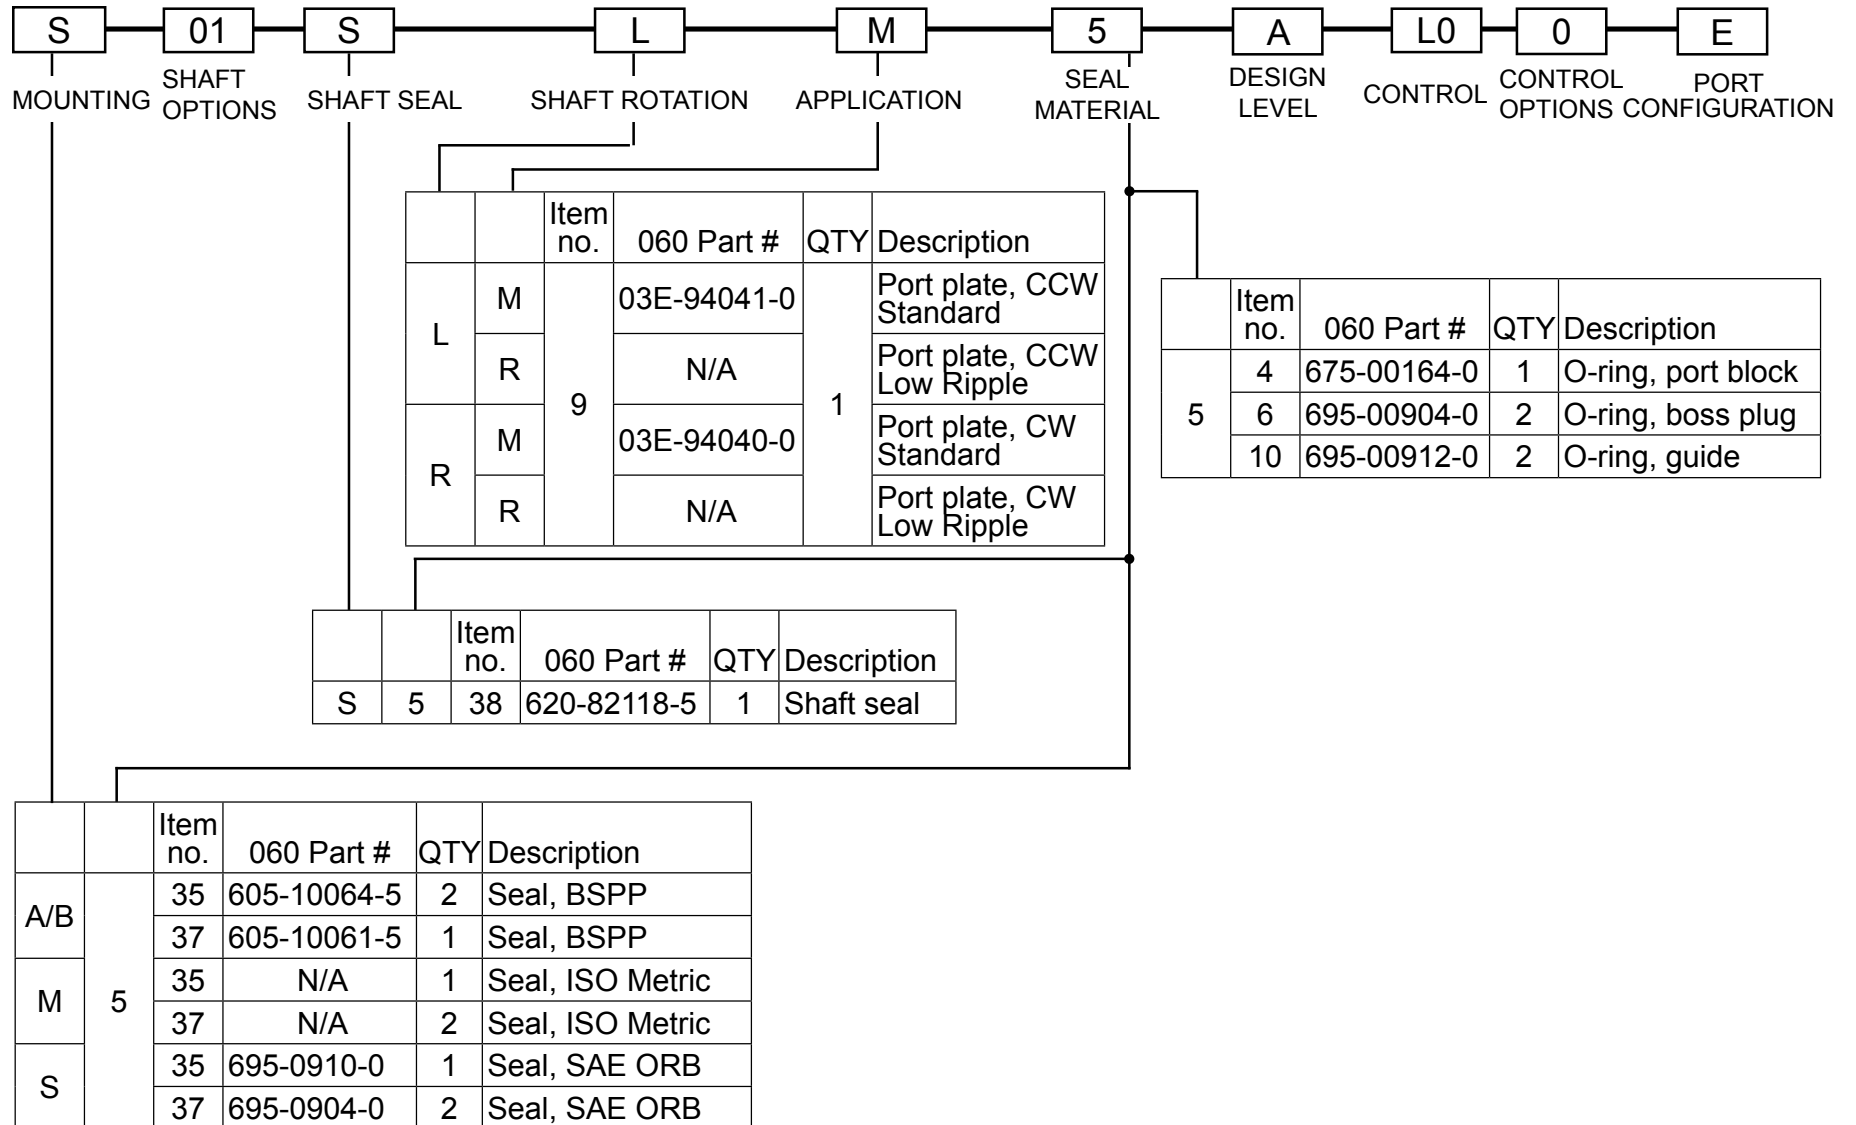 S 01 S L M 5 A L0 0 E
MOUNTING
SHAFT
OPTIONS
SHAFT SEAL
SHAFT ROTATION
APPLICATION
SEAL
MATERIAL
DESIGN
LEVEL
CONTROL
CONTROL
OPTIONS
PORT
CONFIGURATION
Item
no. 060 Part # QTY Description
L M 9 03E-94041-0 1 Port plate, CCW
Standard
R N/A Port plate, CCW
Low Ripple
R M 03E-94040-0 Port plate, CW
Standard
R N/A Port plate, CW
Low Ripple
Item
no. 060 Part # QTY Description
5 4 675-00164-0 1 O-ring, port block
6 695-00904-0 2 O-ring, boss plug
10 695-00912-0 2 O-ring, guide
Item
no. 060 Part # QTY Description
S 5 38 620-82118-5 1 Shaft seal
Item
no. 060 Part # QTY Description
A/B 5 35 605-10064-5 2 Seal, BSPP
37 605-10061-5 1 Seal, BSPP
M 35 N/A 1 Seal, ISO Metric
37 N/A 2 Seal, ISO Metric
S 35 695-0910-0 1 Seal, SAE ORB
37 695-0904-0 2 Seal, SAE ORB